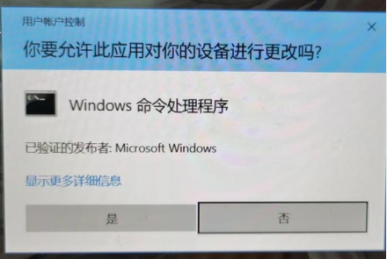 用户帐户控制
你要允许此应用对你的设备进行更改吗?
Windows 命令处理程序
已验证的发布者: Microsoft Windows
显示更多详细信息
是
否